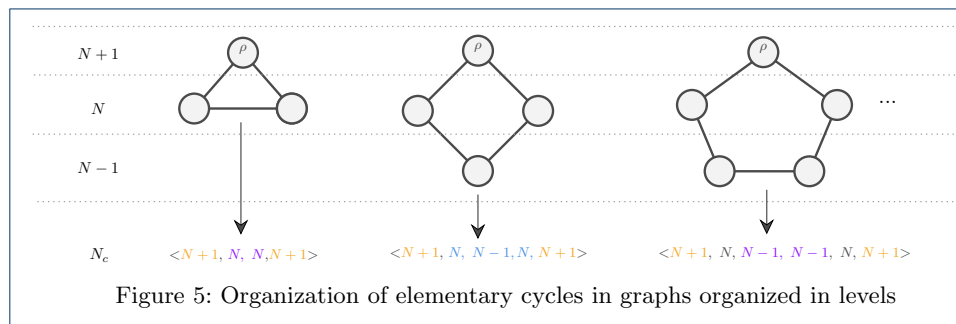 N + 1 ρ ρ ρ
N ...
N − 1
N_c <N + 1, N, N,N + 1> <N + 1, N, N − 1,N, N + 1> <N + 1, N, N − 1, N − 1, N, N + 1>
Figure 5: Organization of elementary cycles in graphs organized in levels